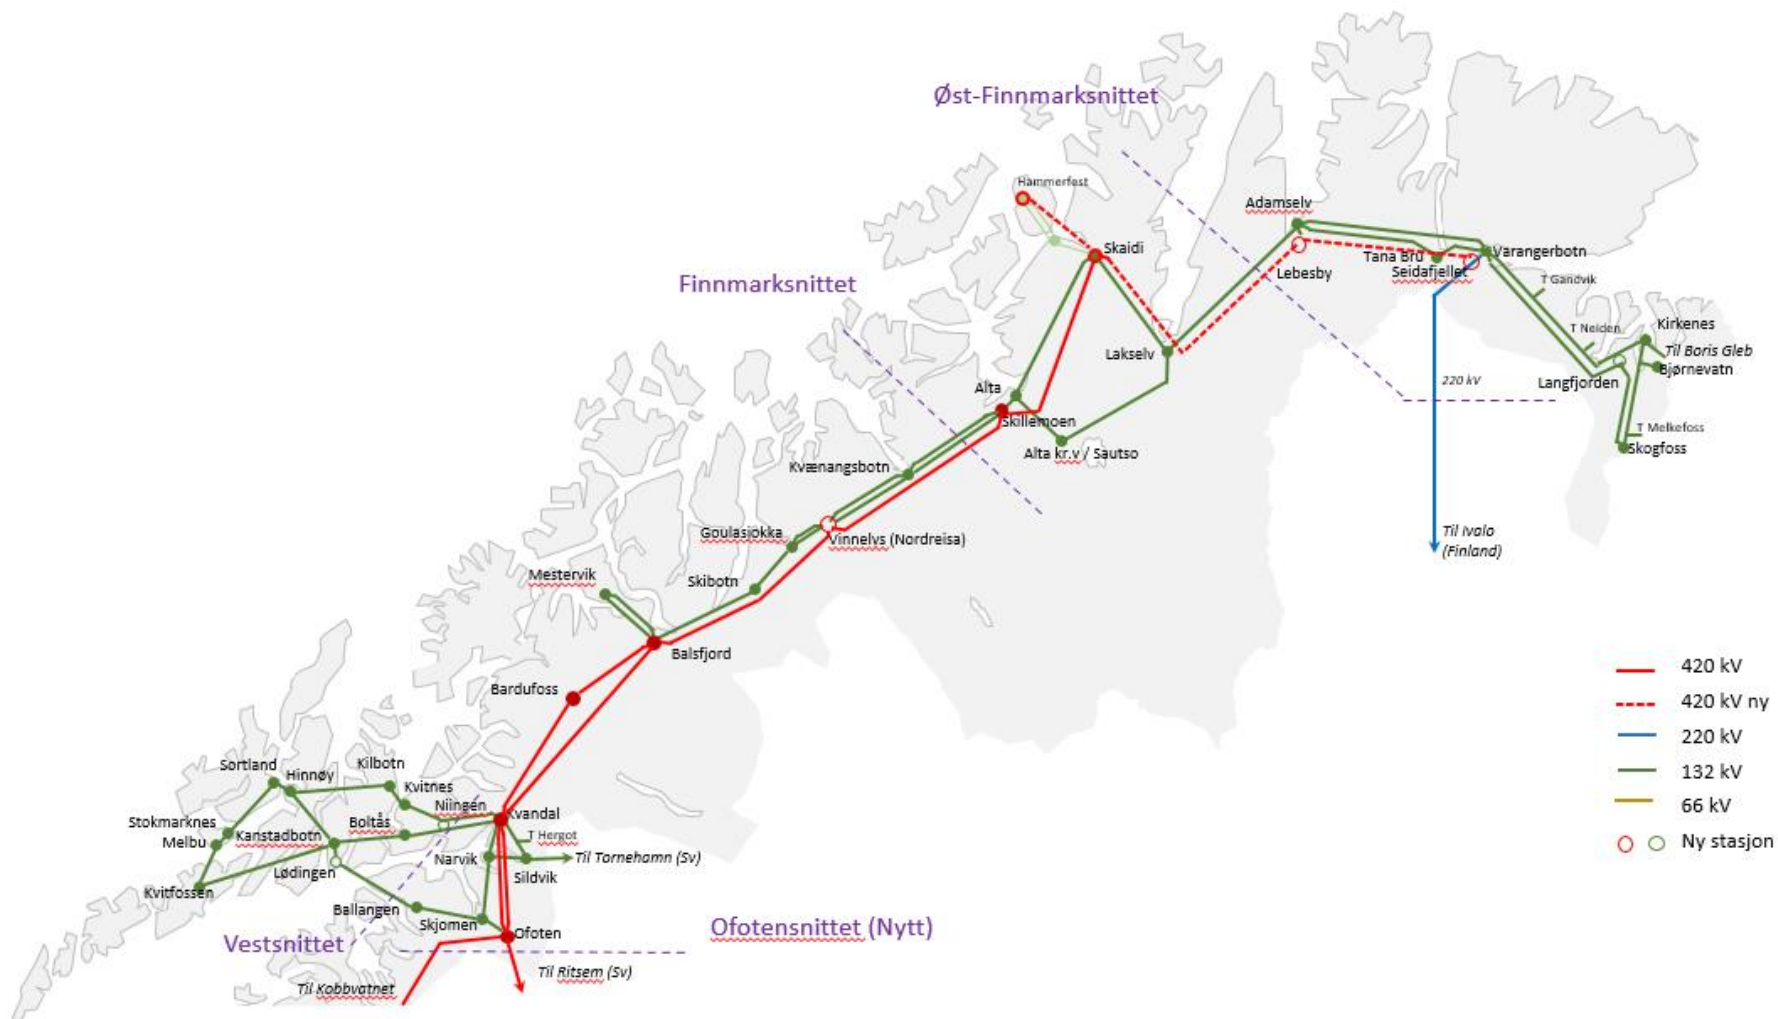 Øst-Finnmarksnittet
Hammerfest
Adamselv
Skaidi
Varangerbotn
Tana Bru
Lebesby
Seidafjellet
T Gandvik
Finnmarksnittet
T Neiden
Kirkenes
Til Boris Gleb
Lakselv
Bjørnevatn
Langfjorden
220 kV
Alta
Skillemoen
T Melkefoss
Skogfoss
Alta kr.v / Sautso
Kvænangsbotn
Goulasjokka
Vinnelvs (Nordreisa)
Til Ivalo
(Finland)
Mestervik
Skibotn
Balsfjord
420 kV
Bardufoss
420 kV ny
220 kV
Sortland
Kilbotn
Hinnøy
132 kV
Kvitnes
Niingen
66 kV
Kvandal
Stokmarknes
Boltås
Kanstadbotn
T Hergot
Melbu
Ny stasjon
Narvik
Til Tornehamn (Sv)
Lødingen
Sildvik
Kvitfossen
Ballangen
Skjomen
Ofotensnittet (Nytt)
Ofoten
Vestsnittet
Til Ritsem (Sv)
Til Kobbvatnet